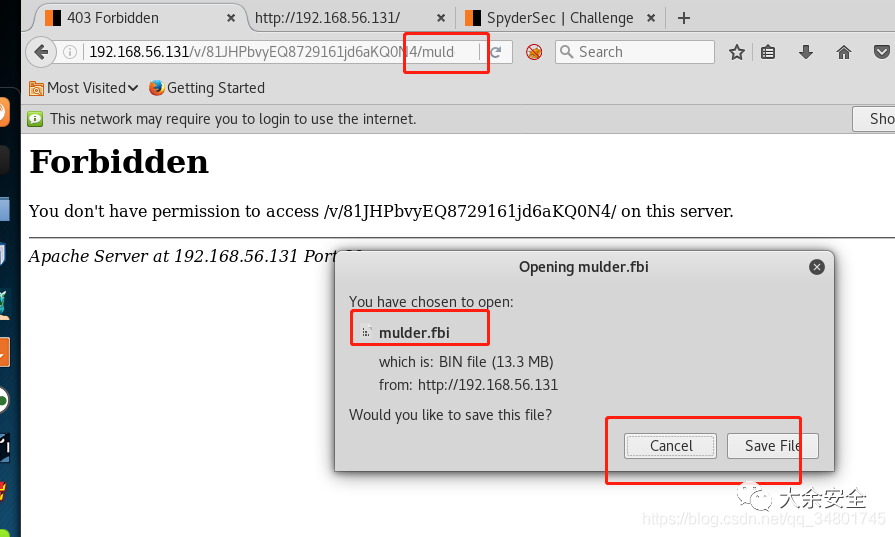 403 Forbidden
http://192.168.56.131/
SpyderSec | Challenge
192.168.56.131/v/81JHPbvyEQ8729161jd6aKQ0N4/muld
Search
Most Visited
Getting Started
This network may require you to login to use the internet.
Sho
Forbidden
You don't have permission to access /v/81JHPbvyEQ8729161jd6aKQ0N4/ on this server.
Apache Server at 192.168.56.131 Port
Opening mulder.fbi
You have chosen to open:
mulder.fbi
which is: BIN file (13.3 MB)
from: http://192.168.56.131
Would you like to save this file?
Cancel
Save File
大余安全
https://blog.csdn.net/qq_34801745